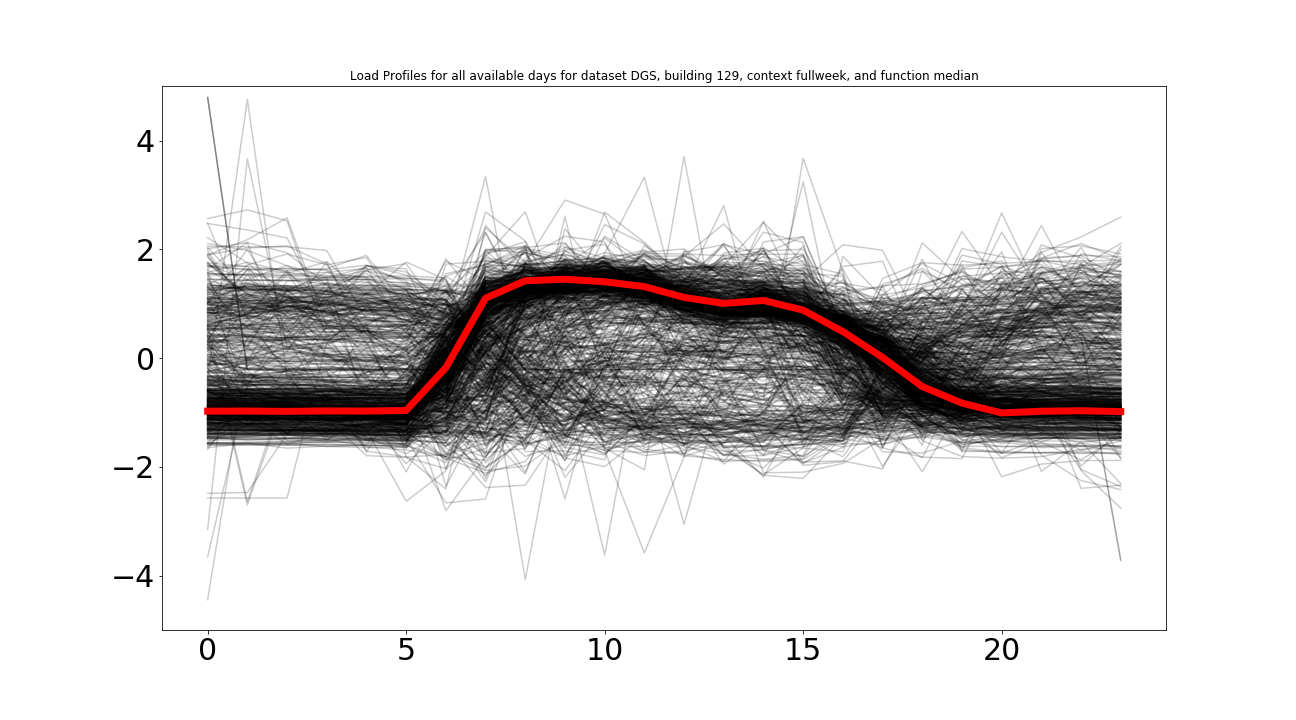 Load Profiles for all available days for dataset DGS, building 129, context fullweek, and function median
4
2
0
−2
−4
0 5 10 15 20